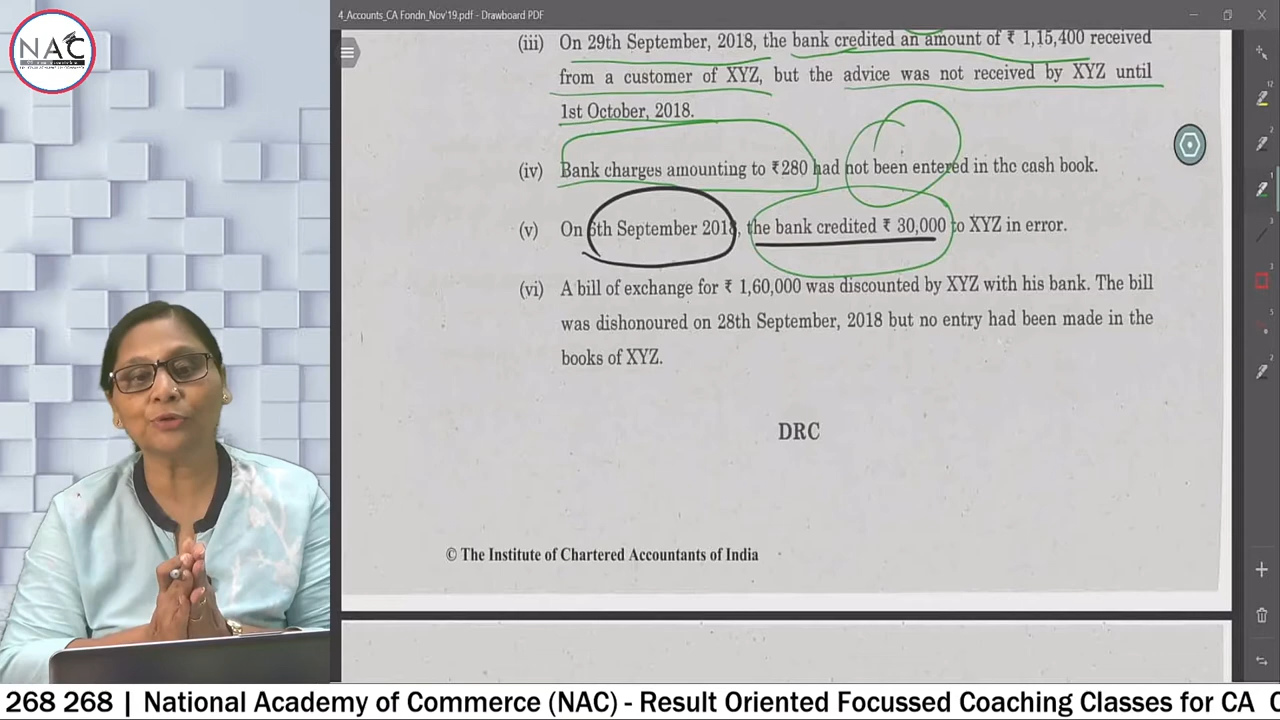 NAC
4_Accounts_CA Fondn_Nov'19.pdf - Drawboard PDF
(iii) On 29th September, 2018, the bank credited an amount of ₹ 1,15,400 received
from a customer of XYZ, but the advice was not received by XYZ until
1st October, 2018.
(iv) Bank charges amounting to ₹280 had not been entered in the cash book.
(v) On 6th September 2018, the bank credited ₹ 30,000 to XYZ in error.
(vi) A bill of exchange for ₹ 1,60,000 was discounted by XYZ with his bank. The bill
was dishonoured on 28th September, 2018 but no entry had been made in the
books of XYZ.
DRC
© The Institute of Chartered Accountants of India
268 268 | National Academy of Commerce (NAC) - Result Oriented Focussed Coaching Classes for CA